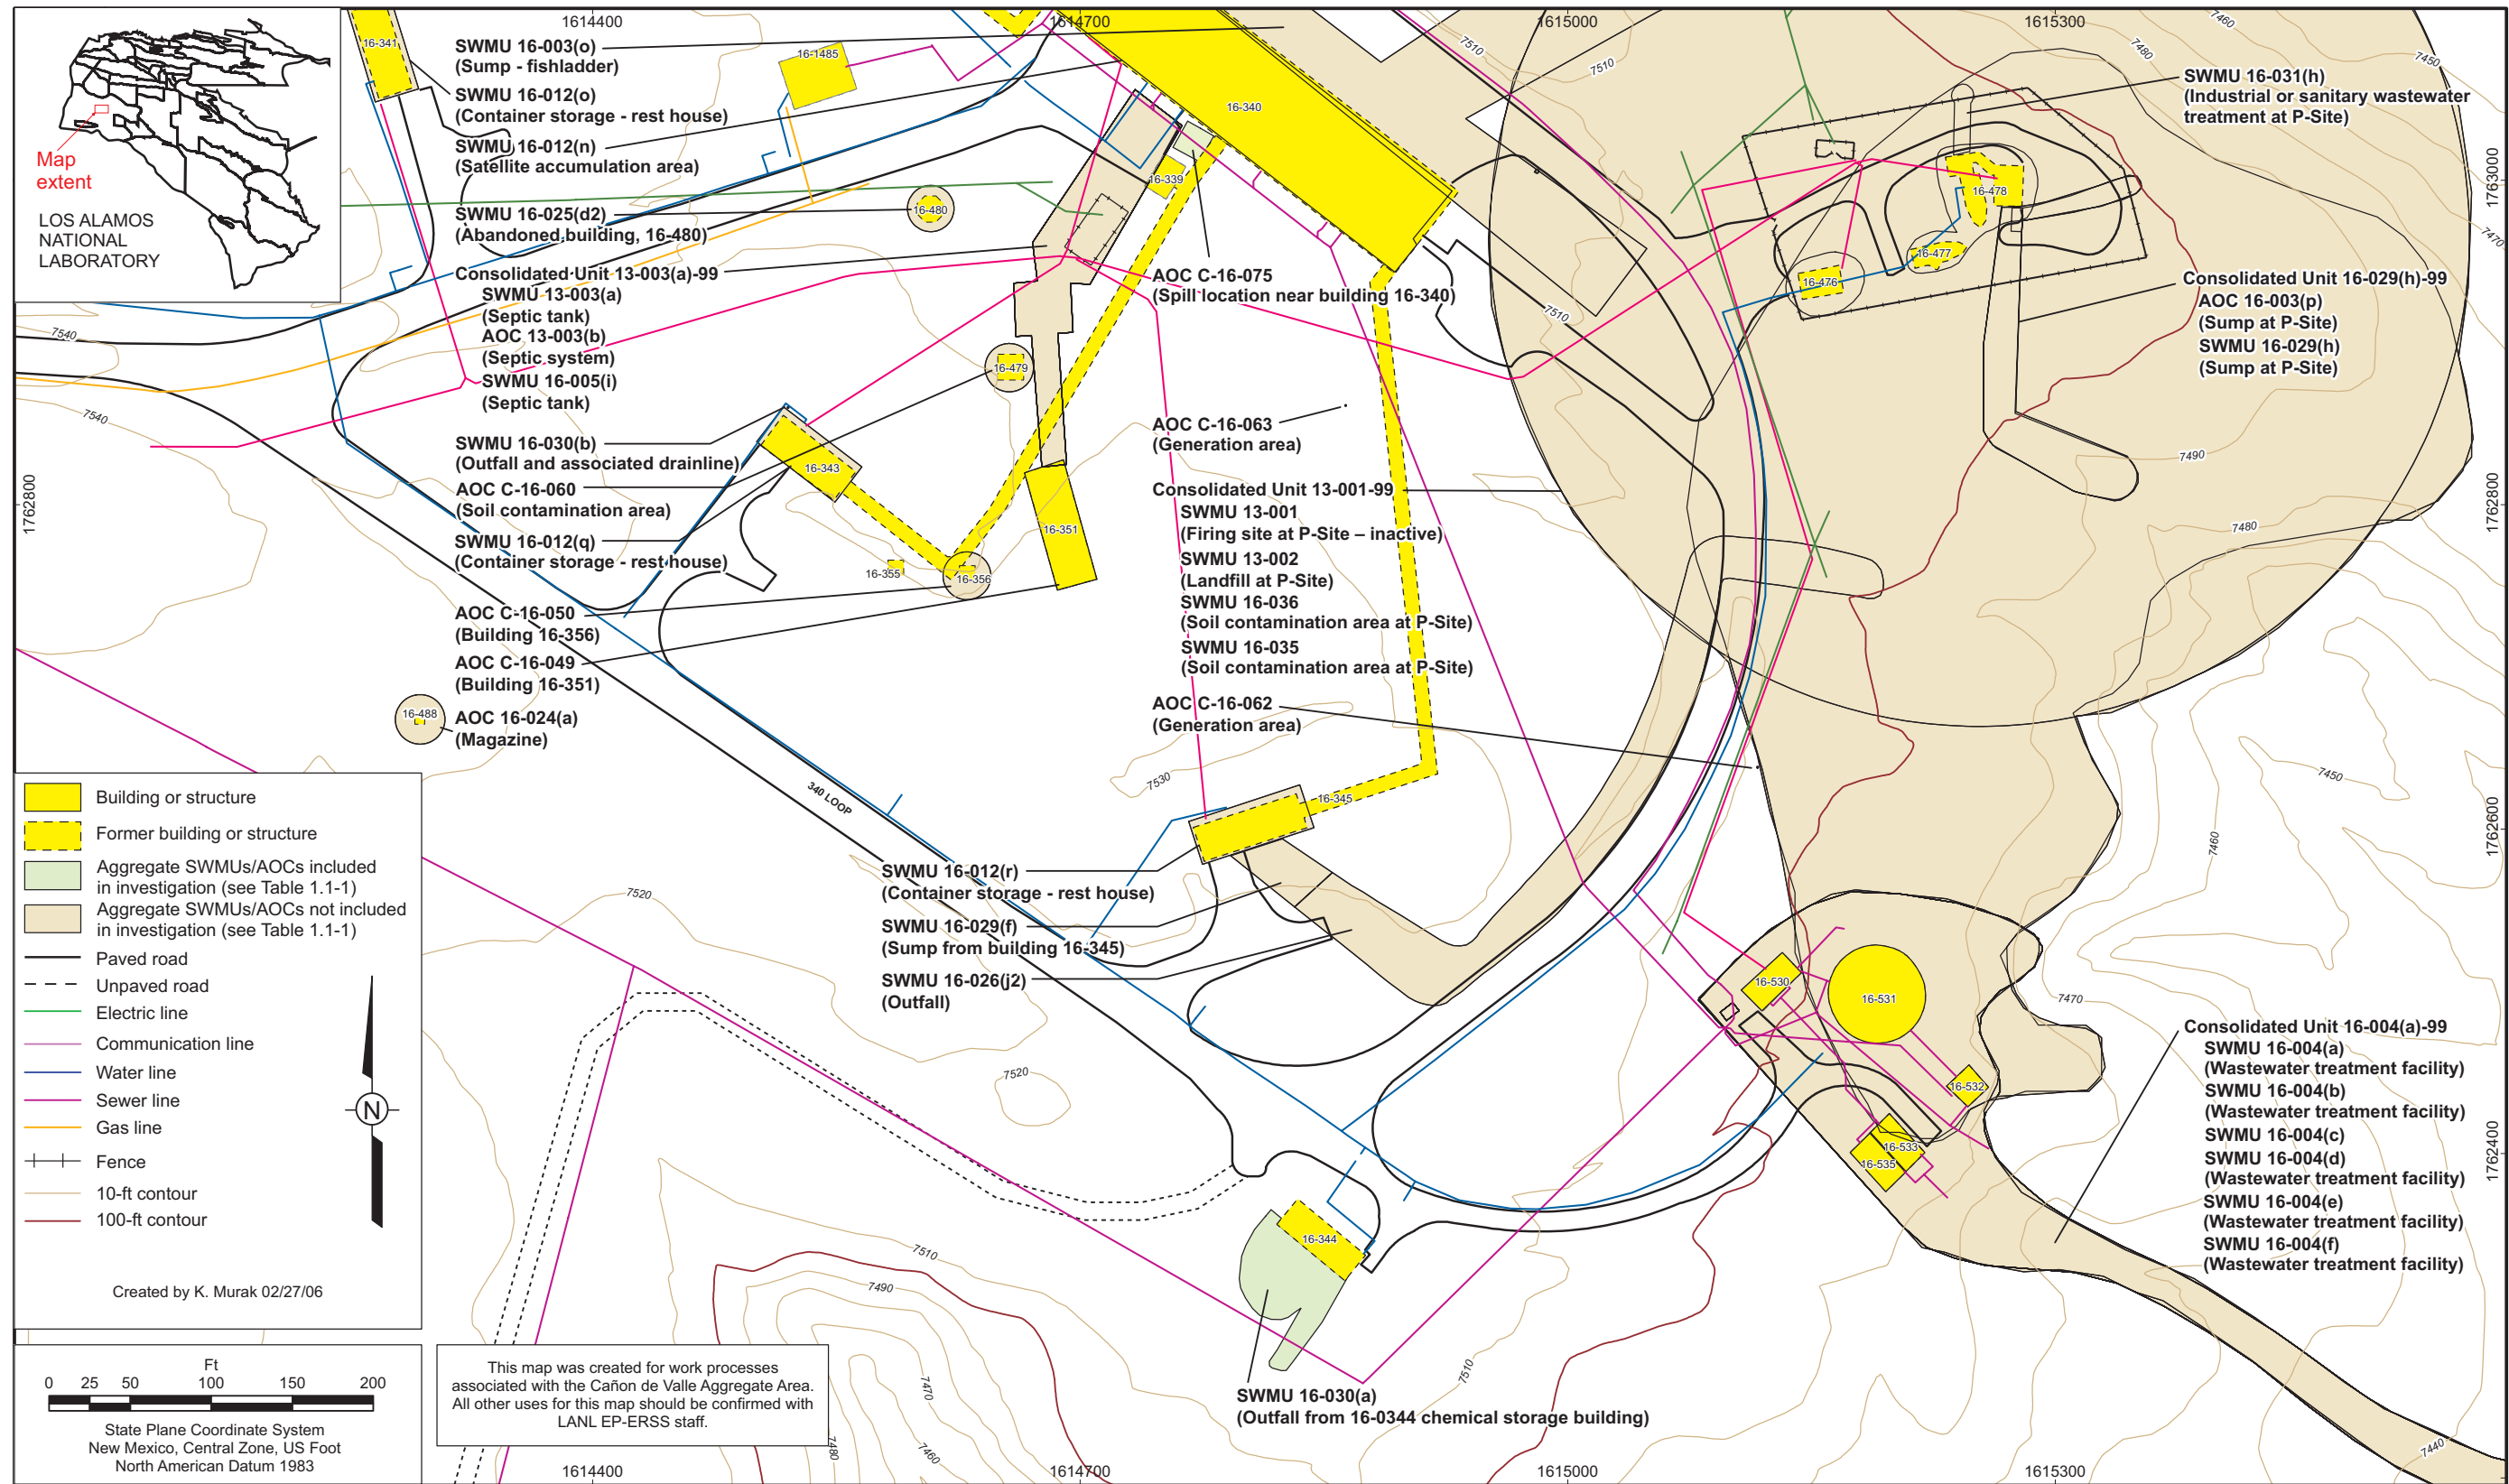 1614400
1614700
1615000
1615300
Map
extent
LOS ALAMOS
NATIONAL
LABORATORY
16-341
SWMU 16-003(o)
(Sump - fishladder)
SWMU 16-012(o)
(Container storage - rest house)
SWMU 16-012(n)
(Satellite accumulation area)
SWMU 16-025(d2)
(Abandoned building, 16-480)
Consolidated Unit 13-003(a)-99
SWMU 13-003(a)
(Septic tank)
AOC 13-003(b)
(Septic system)
SWMU 16-005(i)
(Septic tank)
SWMU 16-030(b)
(Outfall and associated drainline)
AOC C-16-060
(Soil contamination area)
SWMU 16-012(q)
(Container storage - rest house)
AOC C-16-050
(Building 16-356)
AOC C-16-049
(Building 16-351)
AOC 16-024(a)
(Magazine)
16-1485
16-480
16-339
16-340
16-479
16-343
16-351
16-355
16-356
16-488
7540
7540
1762800
AOC C-16-075
(Spill location near building 16-340)
AOC C-16-063
(Generation area)
Consolidated Unit 13-001-99
SWMU 13-001
(Firing site at P-Site – inactive)
SWMU 13-002
(Landfill at P-Site)
SWMU 16-036
(Soil contamination area at P-Site)
SWMU 16-035
(Soil contamination area at P-Site)
AOC C-16-062
(Generation area)
7510
7510
7510
7460
7480
7450
7470
7490
7480
7450
7460
7470
SWMU 16-031(h)
(Industrial or sanitary wastewater
treatment at P-Site)
16-478
16-477
16-476
Consolidated Unit 16-029(h)-99
AOC 16-003(p)
(Sump at P-Site)
SWMU 16-029(h)
(Sump at P-Site)
1763000
1762800
1762600
1762400
340 LOOP
7530
16-345
7520
7520
SWMU 16-012(r)
(Container storage - rest house)
SWMU 16-029(f)
(Sump from building 16-345)
SWMU 16-026(j2)
(Outfall)
16-530
16-531
16-532
16-533
16-535
Consolidated Unit 16-004(a)-99
SWMU 16-004(a)
(Wastewater treatment facility)
SWMU 16-004(b)
(Wastewater treatment facility)
SWMU 16-004(c)
SWMU 16-004(d)
(Wastewater treatment facility)
SWMU 16-004(e)
(Wastewater treatment facility)
SWMU 16-004(f)
(Wastewater treatment facility)
16-344
SWMU 16-030(a)
(Outfall from 16-0344 chemical storage building)
7510
7490
7470
7480
7460
7510
7440
Building or structure
Former building or structure
Aggregate SWMUs/AOCs included
in investigation (see Table 1.1-1)
Aggregate SWMUs/AOCs not included
in investigation (see Table 1.1-1)
Paved road
Unpaved road
Electric line
Communication line
Water line
Sewer line
Gas line
Fence
10-ft contour
100-ft contour
N
Created by K. Murak 02/27/06
Ft
0 25 50 100 150 200
State Plane Coordinate System
New Mexico, Central Zone, US Foot
North American Datum 1983
This map was created for work processes
associated with the Cañon de Valle Aggregate Area.
All other uses for this map should be confirmed with
LANL EP-ERSS staff.
1614400
1614700
1615000
1615300